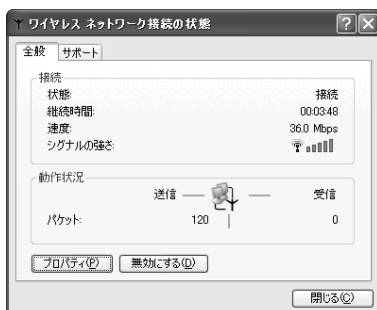 ワイヤレス ネットワーク接続の状態
全般 サポート
接続
状態: 接続
継続時間: 00:03:48
速度: 36.0 Mbps
シグナルの強さ:
動作状況
送信 受信
パケット: 120 0
プロパティ(P) 無効にする(D)
閉じる(C)